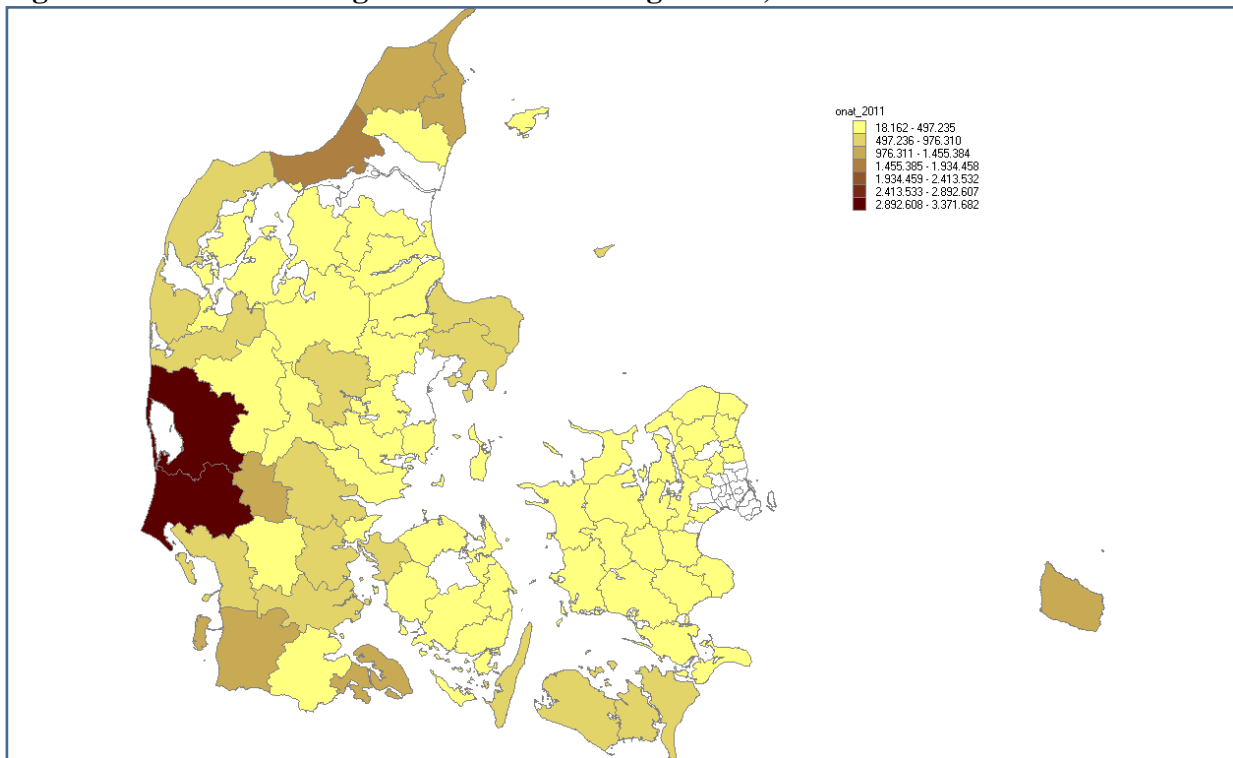 onat_2011
18.162 - 497.235
497.236 - 976.310
976.311 - 1.455.384
1.455.385 - 1.934.458
1.934.459 - 2.413.532
2.413.533 - 2.892.607
2.892.608 - 3.371.682